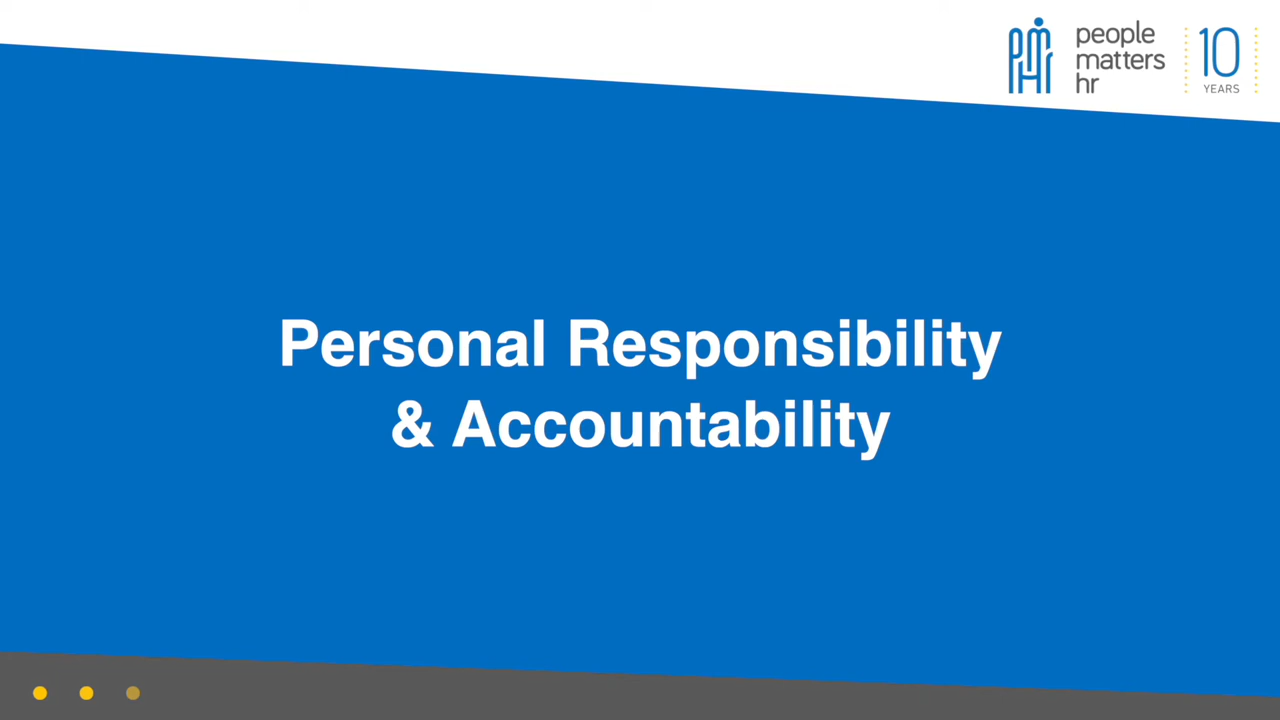 people
matters
hr
10
YEARS
Personal Responsibility
& Accountability